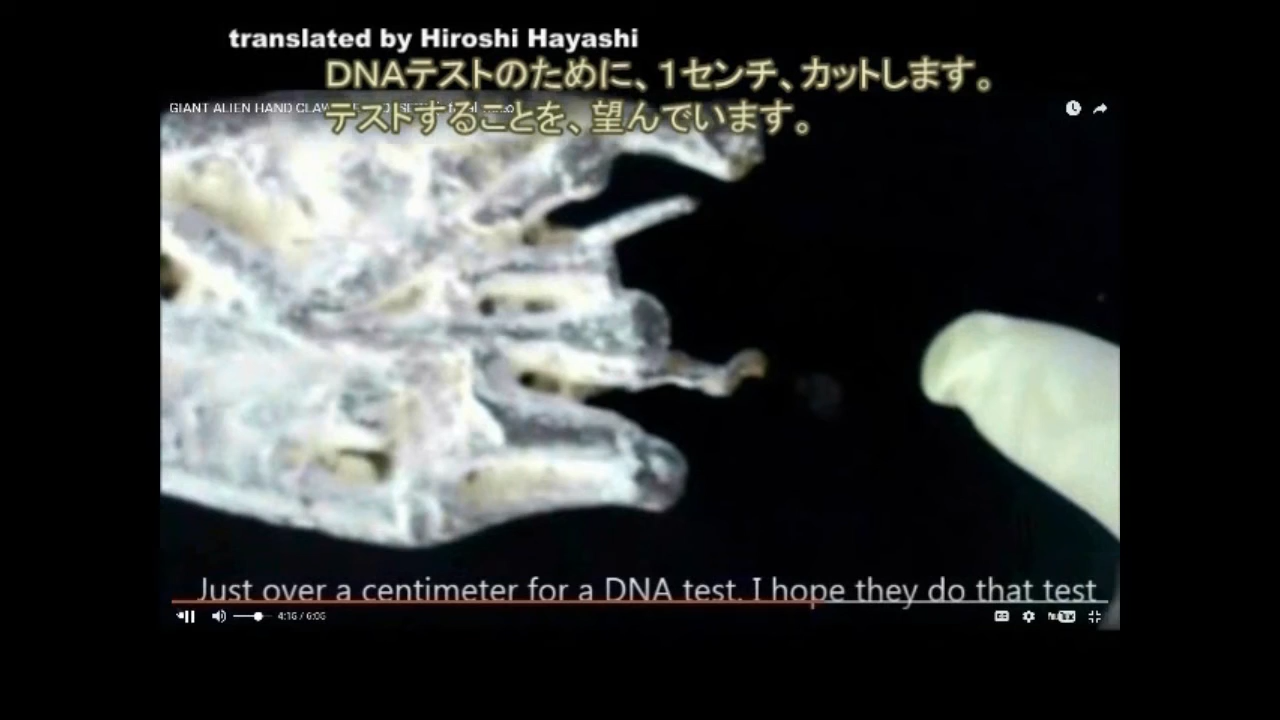 translated by Hiroshi Hayashi
DNAテストのために、１センチ、カットします。
GIANT ALIEN HAND CLAW
テストすることを、望んでいます。
Just over a centimeter for a DNA test. I hope they do that test
4:16 / 6:06